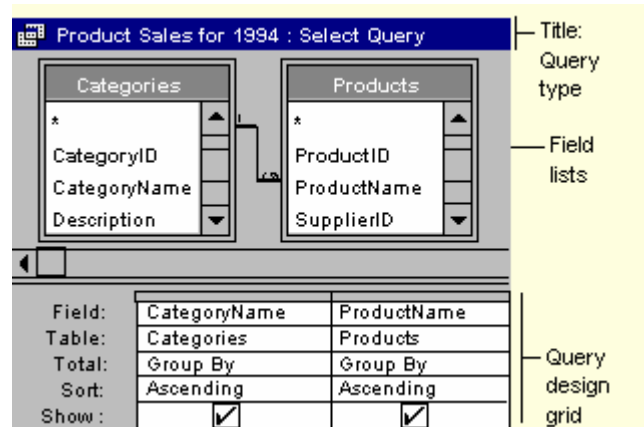 Product Sales for 1994 : Select Query
Title:
Query
type
Categories
Products
*
*
CategoryID
ProductID
CategoryName
ProductName
Description
SupplierID
Field
lists
Field: CategoryName ProductName
Table: Categories Products
Total: Group By Group By
Sort: Ascending Ascending
Show :
Query
design
grid